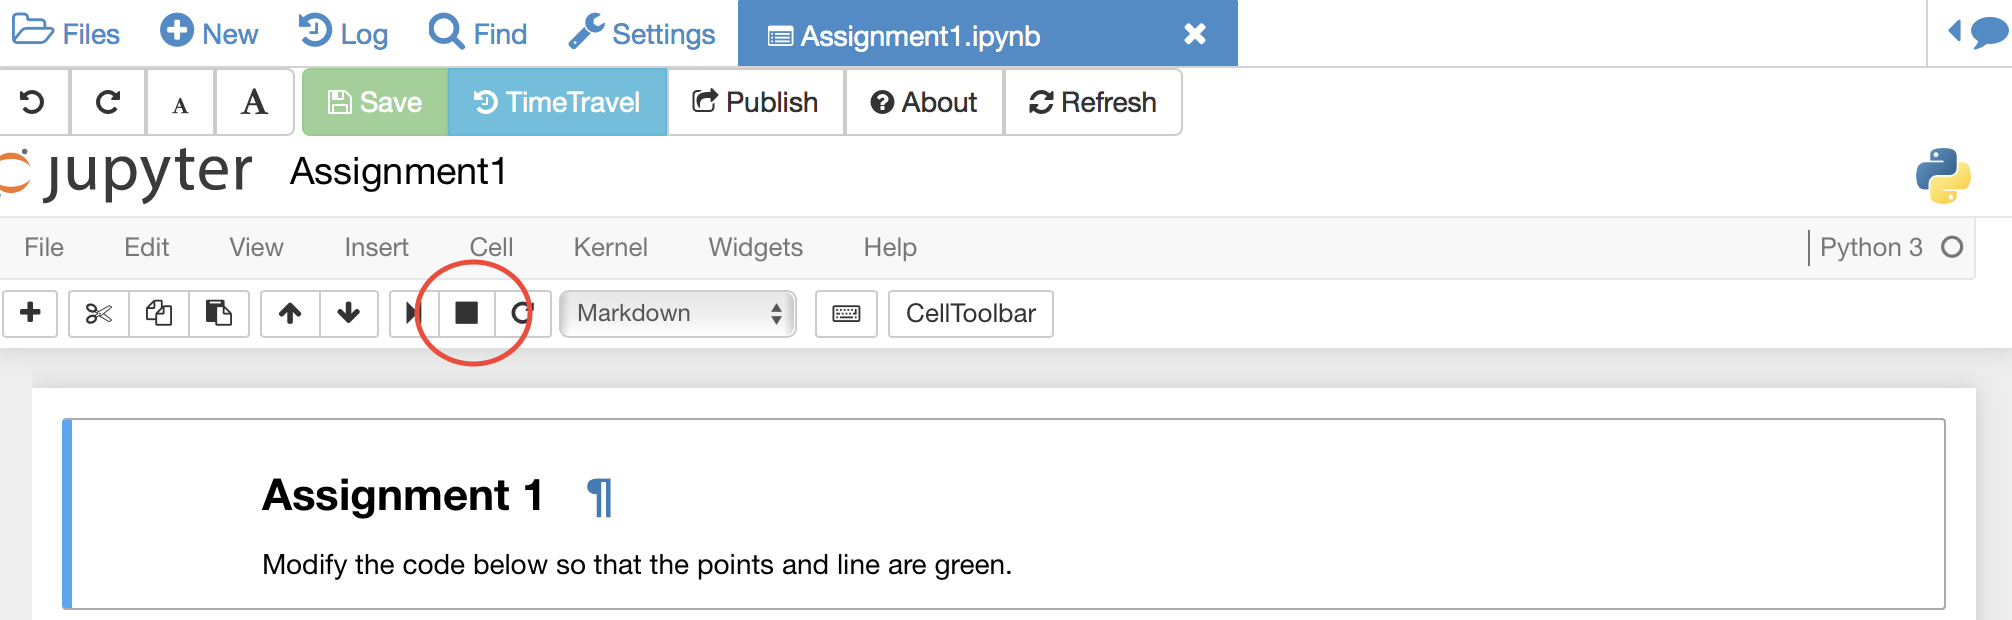 Files New Log Find Settings Assignment1.ipynb
A A Save TimeTravel Publish About Refresh
jupyter Assignment1
File Edit View Insert Cell Kernel Widgets Help Python 3
Markdown CellToolbar
Assignment 1 ¶
Modify the code below so that the points and line are green.